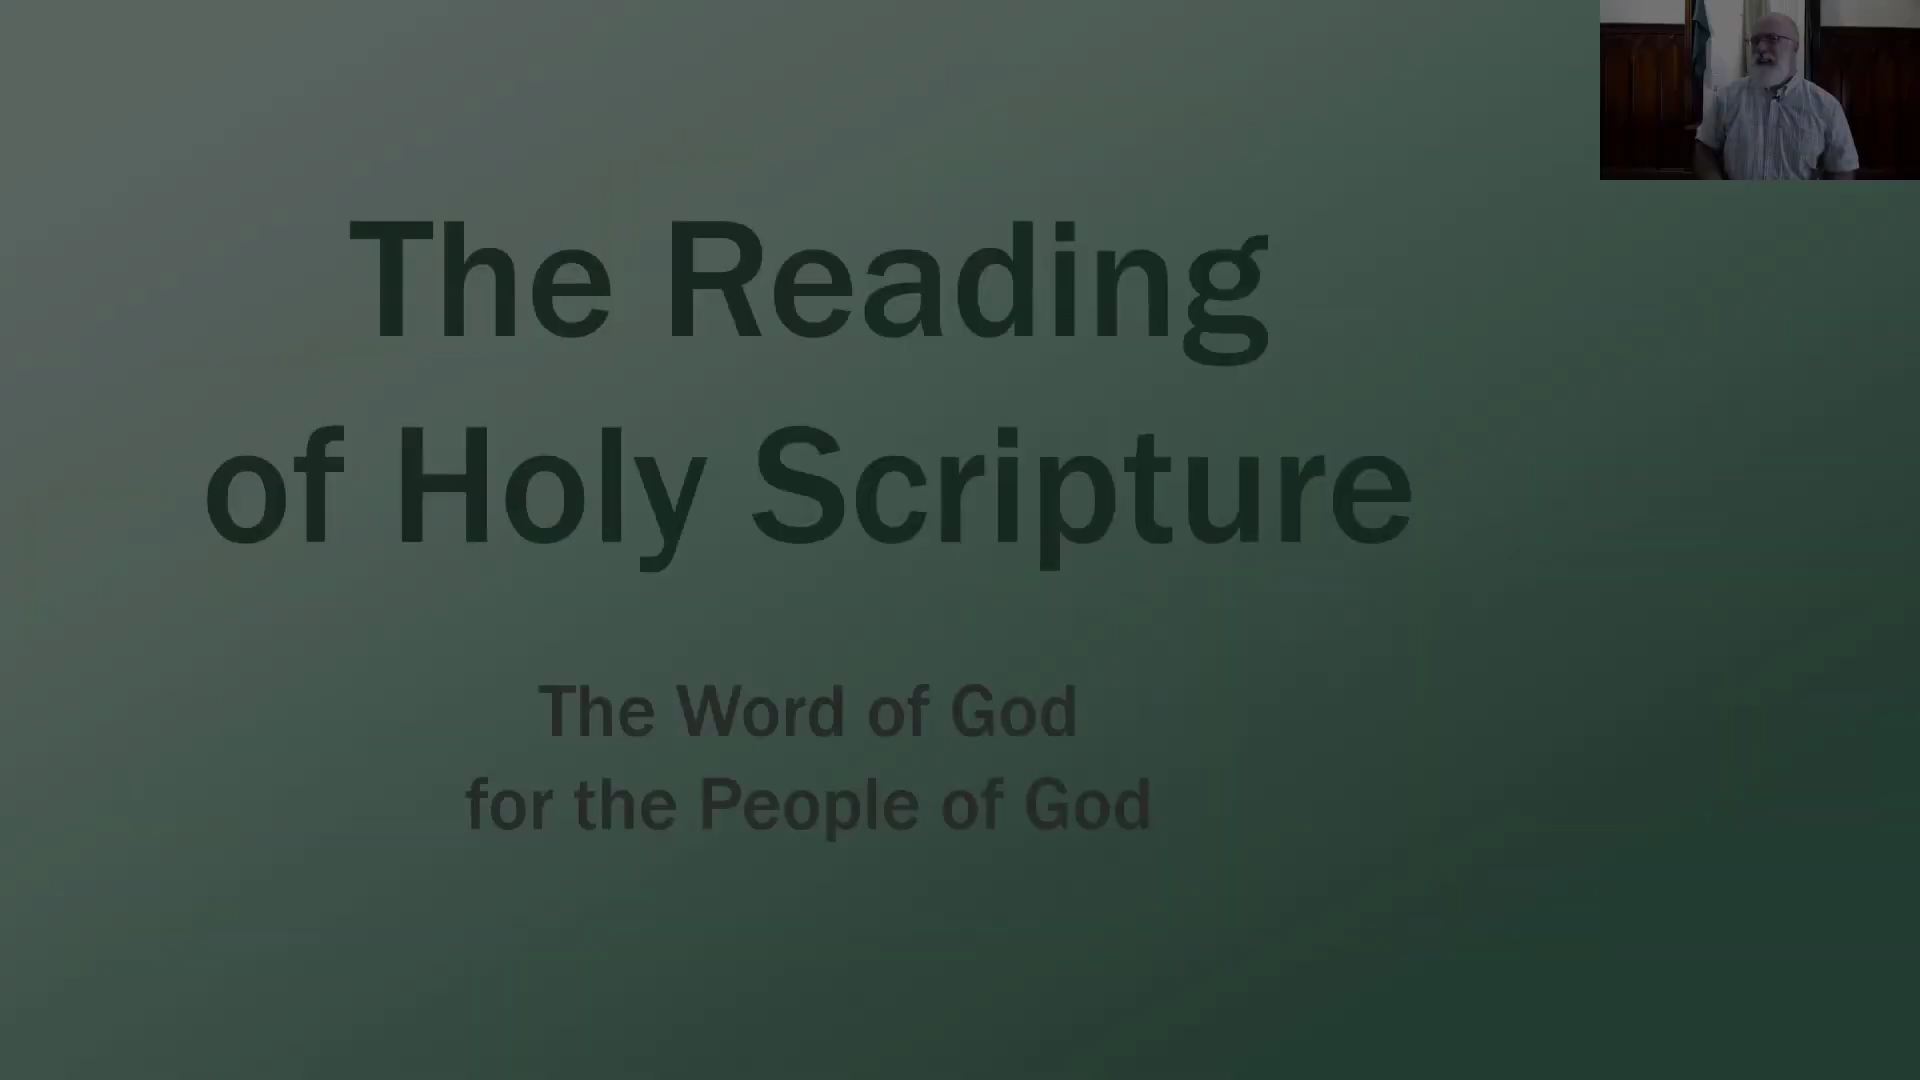 The Reading
of Holy Scripture
The Word of God
for the People of God